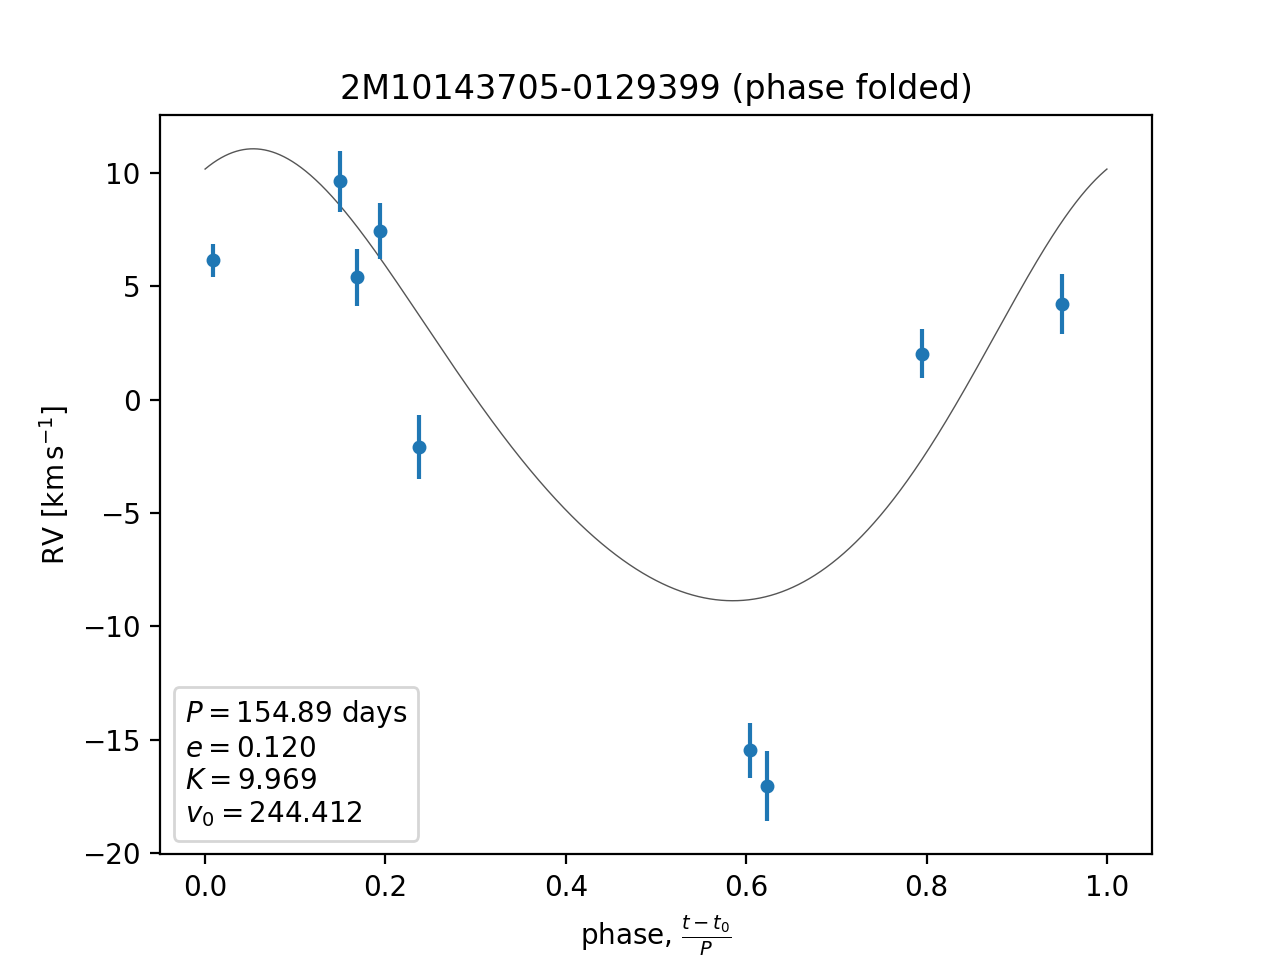 2M10143705-0129399 (phase folded)
10
5
0
−5
−10
−15
−20
RV [km s⁻¹]
P = 154.89 days
e = 0.120
K = 9.969
v₀ = 244.412
0.0 0.2 0.4 0.6 0.8 1.0
phase, (t − t₀)/P